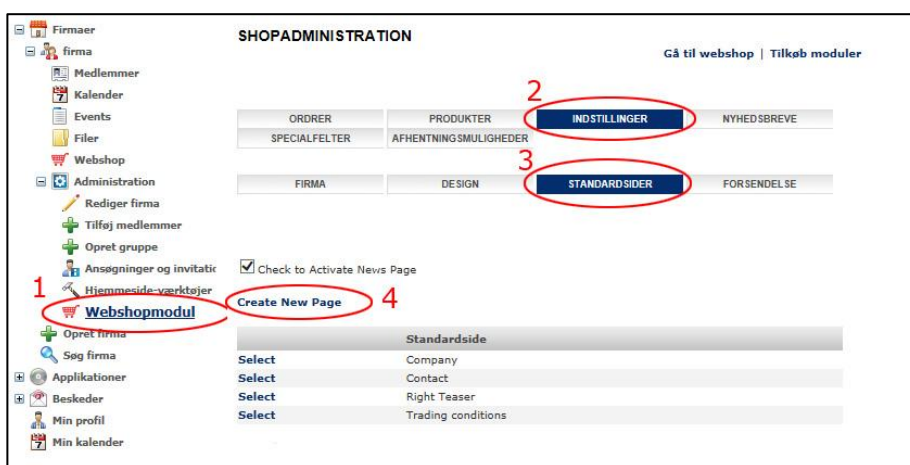 Firmaer
firma
Medlemmer
Kalender
Events
Filer
Webshop
Administration
Rediger firma
Tilføj medlemmer
Opret gruppe
Ansøgninger og invitatic
Hjemmeside-værktøjer
1
Webshopmodul
Opret firma
Søg firma
Applikationer
Beskeder
Min profil
7 Min kalender
SHOPADMINISTRATION
Gå til webshop | Tilkøb moduler
2
ORDRER PRODUKTER INDSTILLINGER NYHEDSBREVE
SPECIALFELTER AFHENTNINGSMULIGHEDER
3
FIRMA DESIGN STANDARDSIDER FORSENDELSE
Check to Activate News Page
Create New Page 4
Standardside
Select Company
Select Contact
Select Right Teaser
Select Trading conditions